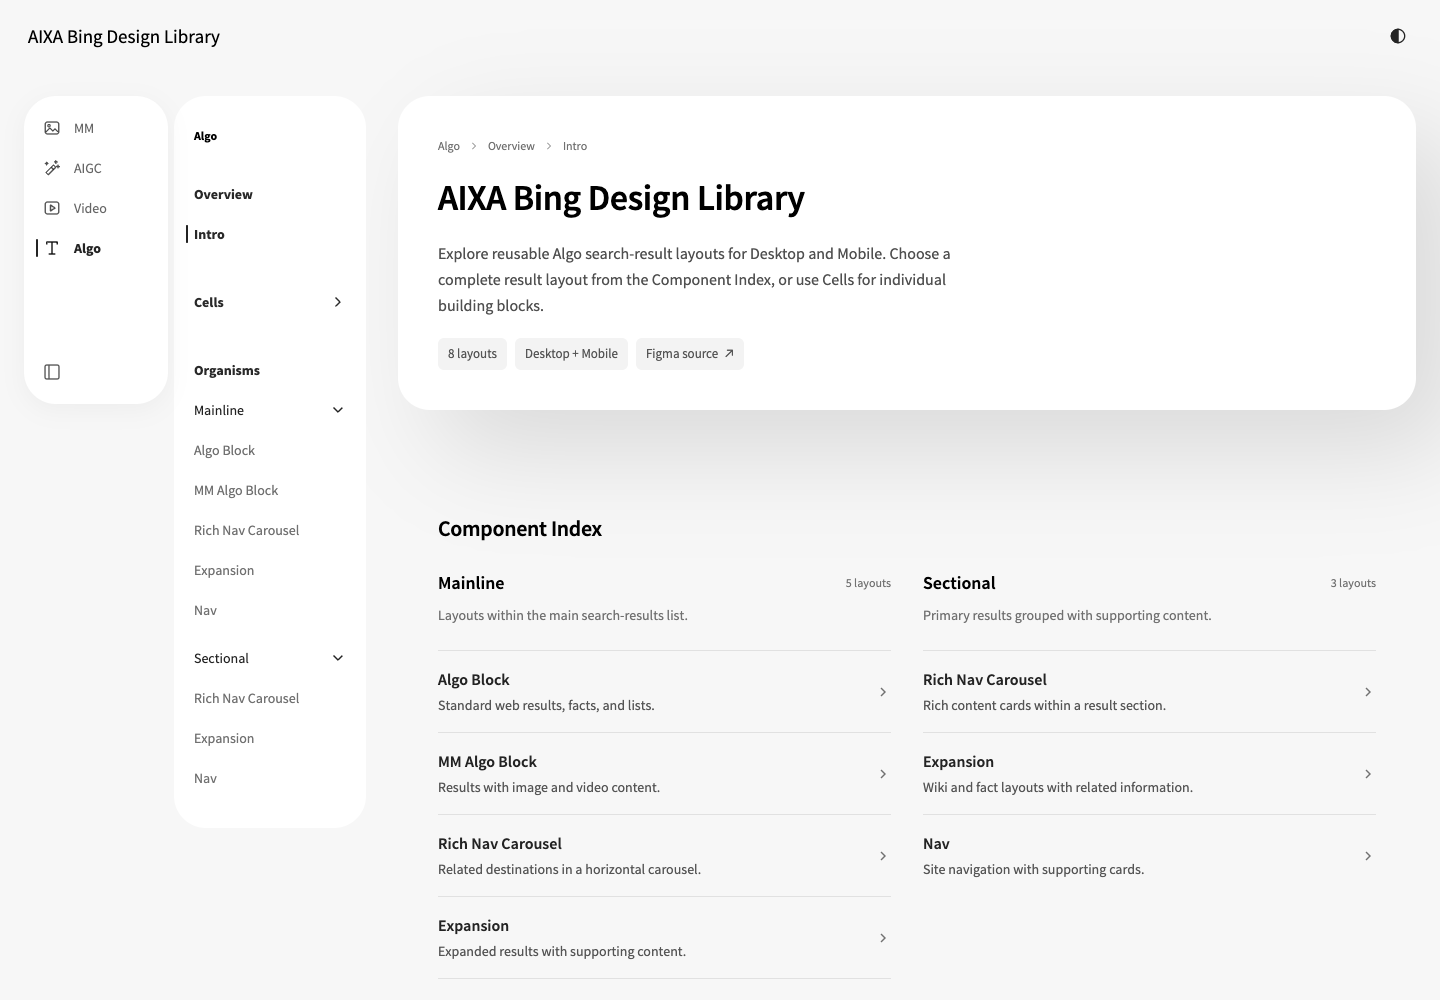 AIXA Bing Design Library
MM
AIGC
Video
Algo
Algo
Overview
Intro
Cells
Organisms
Mainline
Algo Block
MM Algo Block
Rich Nav Carousel
Expansion
Nav
Sectional
Rich Nav Carousel
Expansion
Nav
Algo > Overview > Intro
AIXA Bing Design Library
Explore reusable Algo search-result layouts for Desktop and Mobile. Choose a
complete result layout from the Component Index, or use Cells for individual
building blocks.
8 layouts
Desktop + Mobile
Figma source ↗
Component Index
Mainline
5 layouts
Layouts within the main search-results list.
Algo Block
Standard web results, facts, and lists.
MM Algo Block
Results with image and video content.
Rich Nav Carousel
Related destinations in a horizontal carousel.
Expansion
Expanded results with supporting content.
Sectional
3 layouts
Primary results grouped with supporting content.
Rich Nav Carousel
Rich content cards within a result section.
Expansion
Wiki and fact layouts with related information.
Nav
Site navigation with supporting cards.